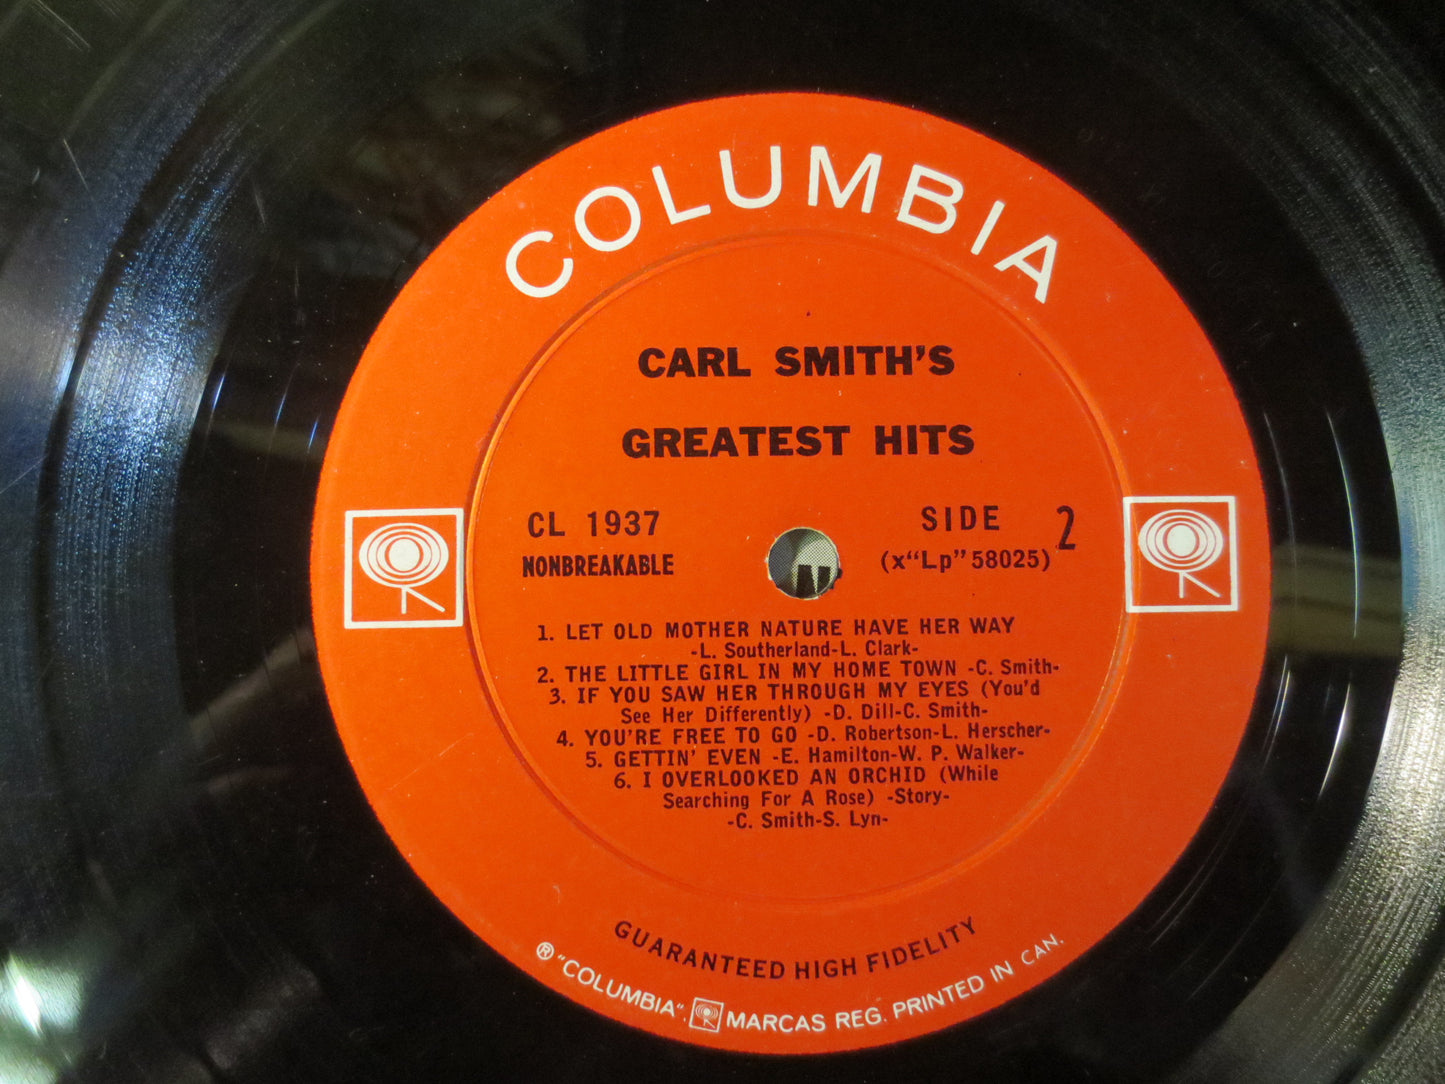 COLUMBIA
CARL SMITH'S
GREATEST HITS
CL 1937
NONBREAKABLE
SIDE 2
(x“Lp”58025)
1. LET OLD MOTHER NATURE HAVE HER WAY
-L. Southerland-L. Clark-
2. THE LITTLE GIRL IN MY HOME TOWN -C. Smith-
3. IF YOU SAW HER THROUGH MY EYES (You'd
See Her Differently) -D. Dill-C. Smith-
4. YOU'RE FREE TO GO -D. Robertson-L. Herscher-
5. GETTIN' EVEN -E. Hamilton-W. P. Walker-
6. I OVERLOOKED AN ORCHID (While
Searching For A Rose) -Story-
-C. Smith-S. Lyn-
GUARANTEED HIGH FIDELITY
® “COLUMBIA”, MARCAS REG. PRINTED IN CAN.